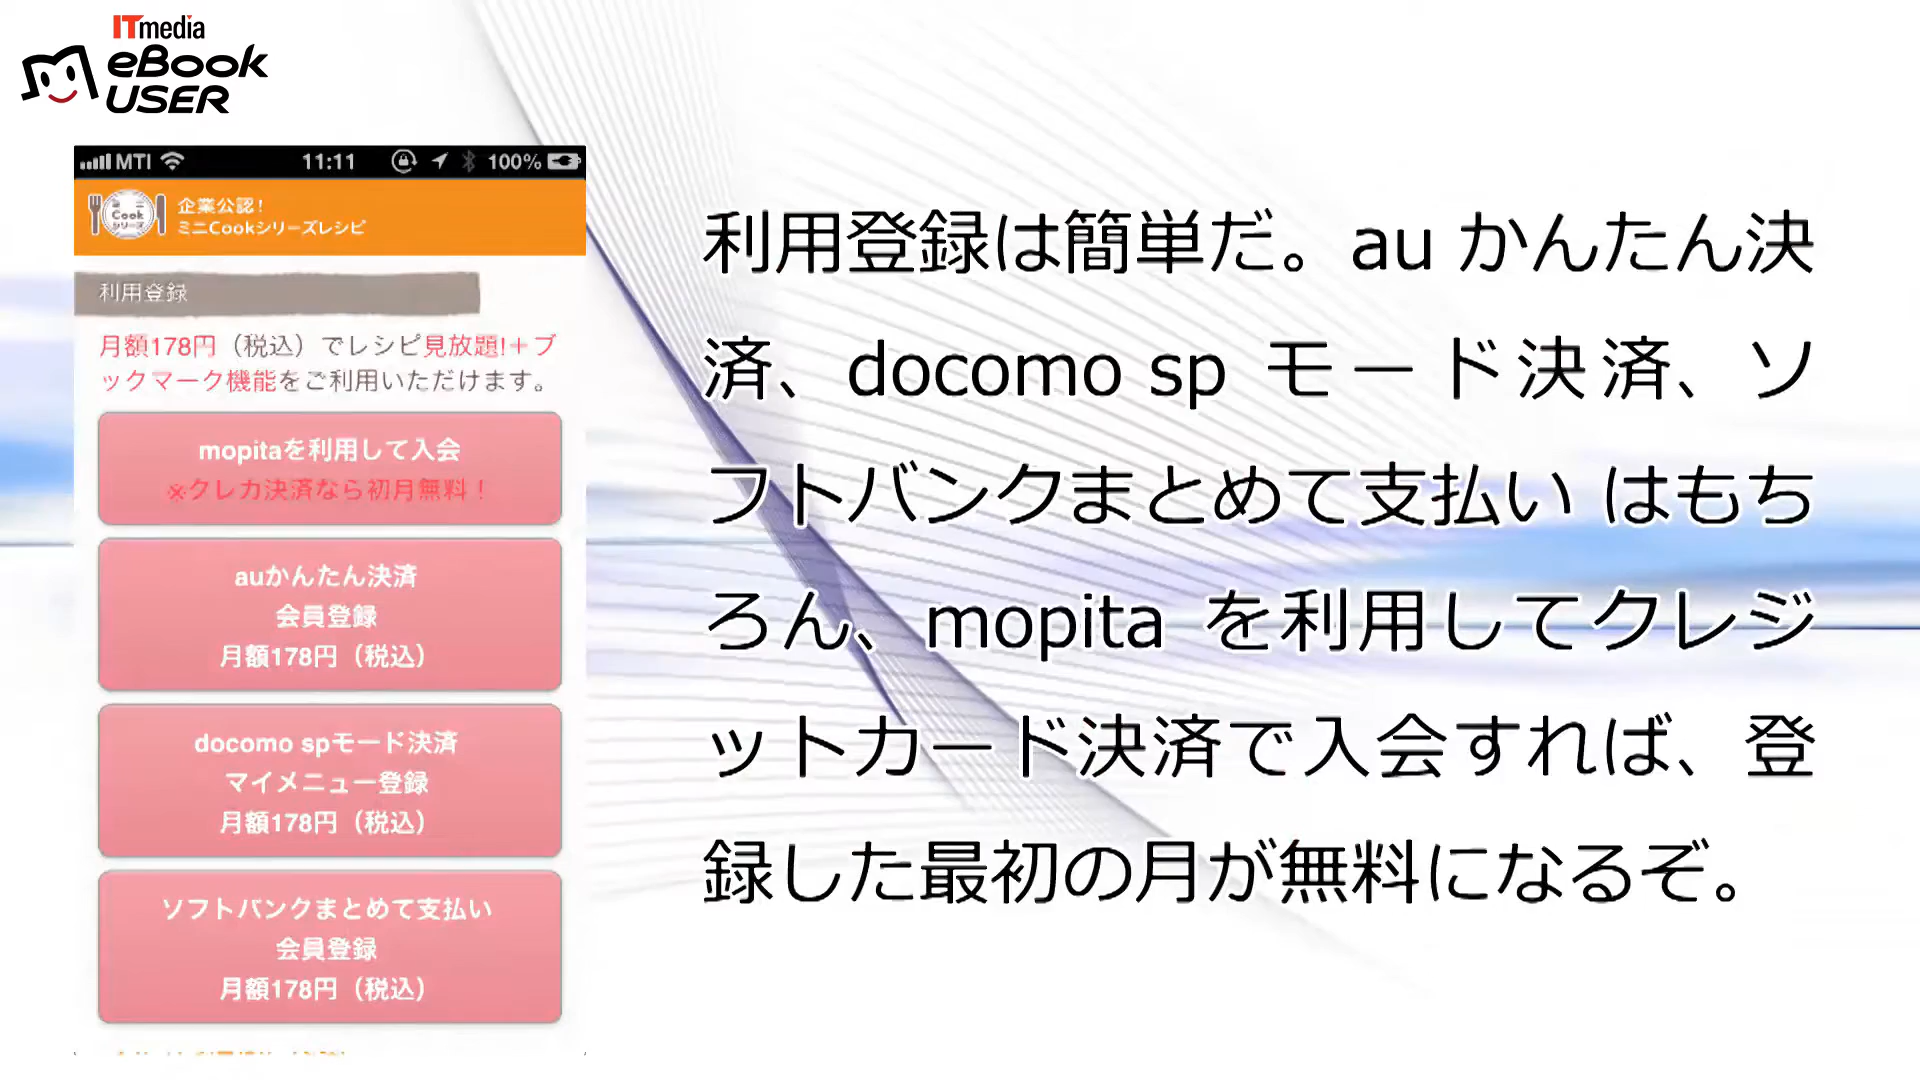 ITmedia
eBook
USER
MTI 11:11 100%
Cook
シリーズ
企業公認!
ミニCookシリーズレシピ
利用登録
月額178円（税込）でレシピ見放題!＋ブ
ックマーク機能をご利用いただけます。
mopitaを利用して入会
※クレカ決済なら初月無料！
auかんたん決済
会員登録
月額178円（税込）
docomo spモード決済
マイメニュー登録
月額178円（税込）
ソフトバンクまとめて支払い
会員登録
月額178円（税込）
利用登録は簡単だ。au かんたん決
済、docomo sp モード決済、ソ
フトバンクまとめて支払い はもち
ろん、mopita を利用してクレジ
ットカード決済で入会すれば、登
録した最初の月が無料になるぞ。